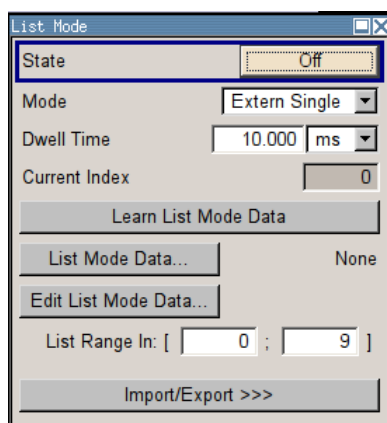 List Mode
State Off
Mode Extern Single
Dwell Time 10.000 ms
Current Index 0
Learn List Mode Data
List Mode Data... None
Edit List Mode Data...
List Range In: [ 0 ; 9 ]
Import/Export >>>